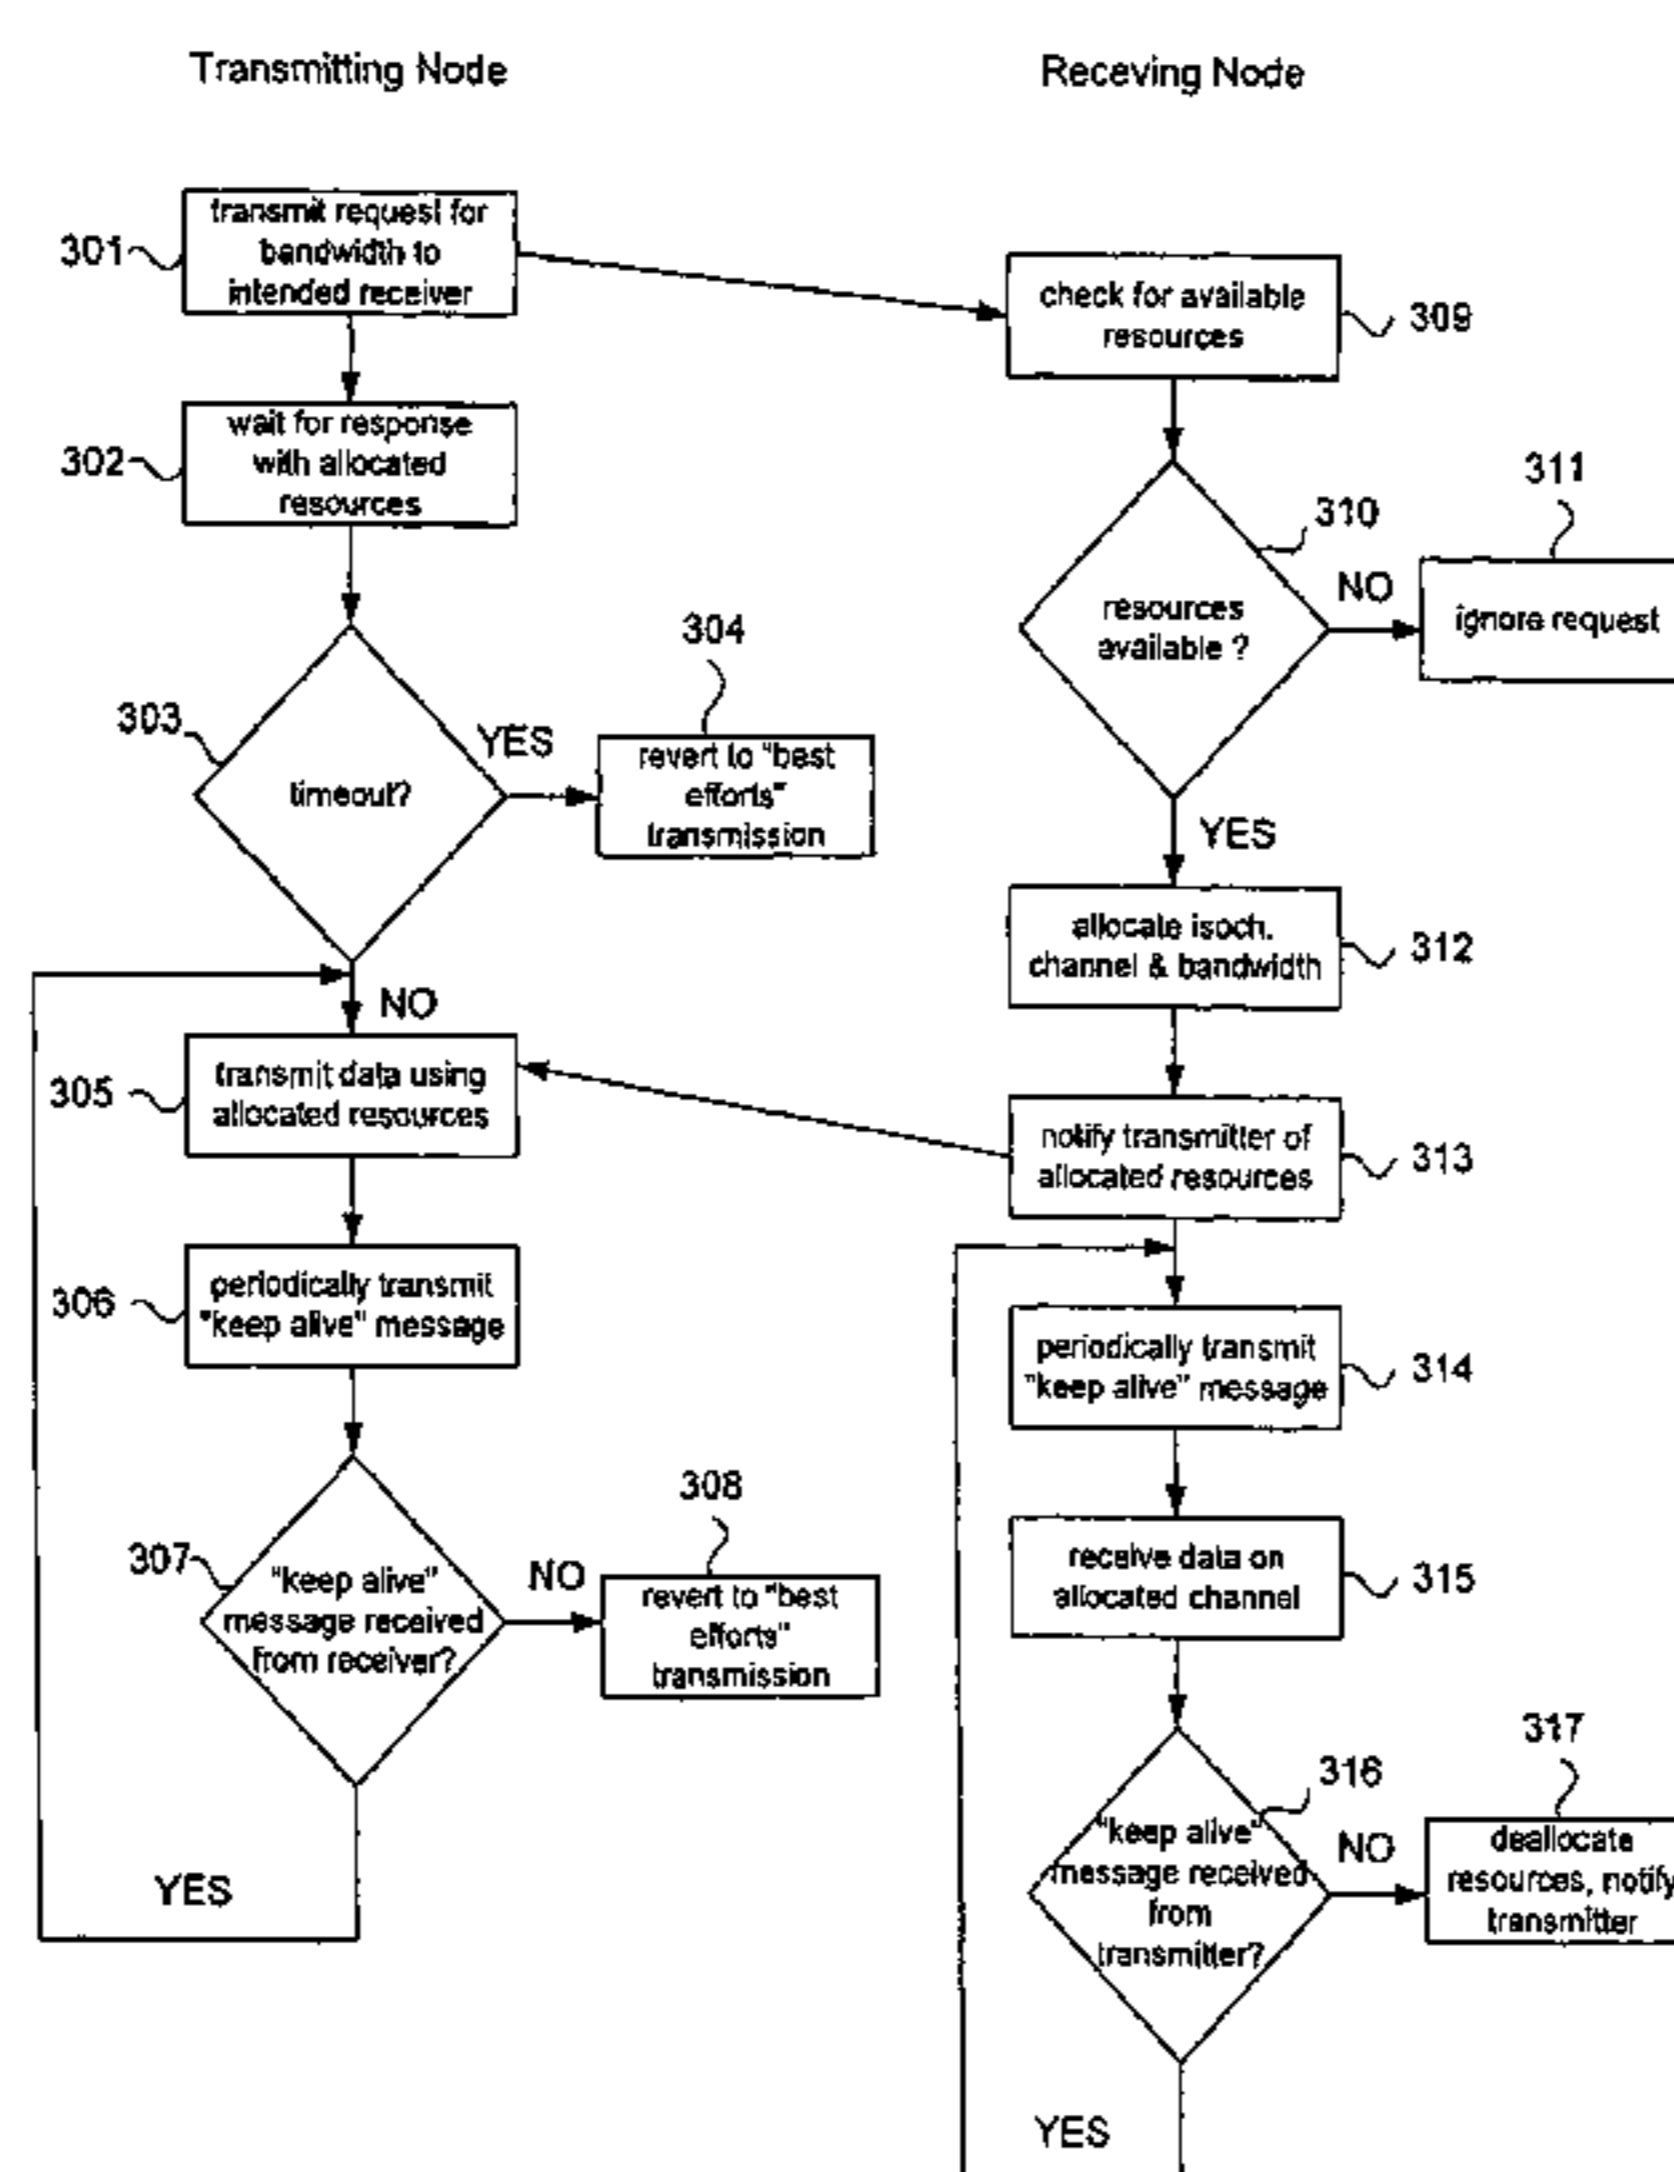 Transmitting Node
Receving Node
301
transmit request for
bandwidth to
intended receiver
302
wait for response
with allocated
resources
303
timeout?
YES
304
revert to "best
efforts"
transmission
NO
305
transmit data using
allocated resources
306
periodically transmit
"keep alive" message
307
"keep alive"
message received
from receiver?
NO
308
revert to "best
efforts"
transmission
YES
check for available
resources
309
310
resources
available ?
NO
311
ignore request
YES
allocate isoch.
channel & bandwidth
312
notify transmitter of
allocated resources
313
periodically transmit
"keep alive" message
314
receive data on
allocated channel
315
316
"keep alive"
message received
from
transmitter?
NO
317
deallocate
resources, notify
transmitter
YES